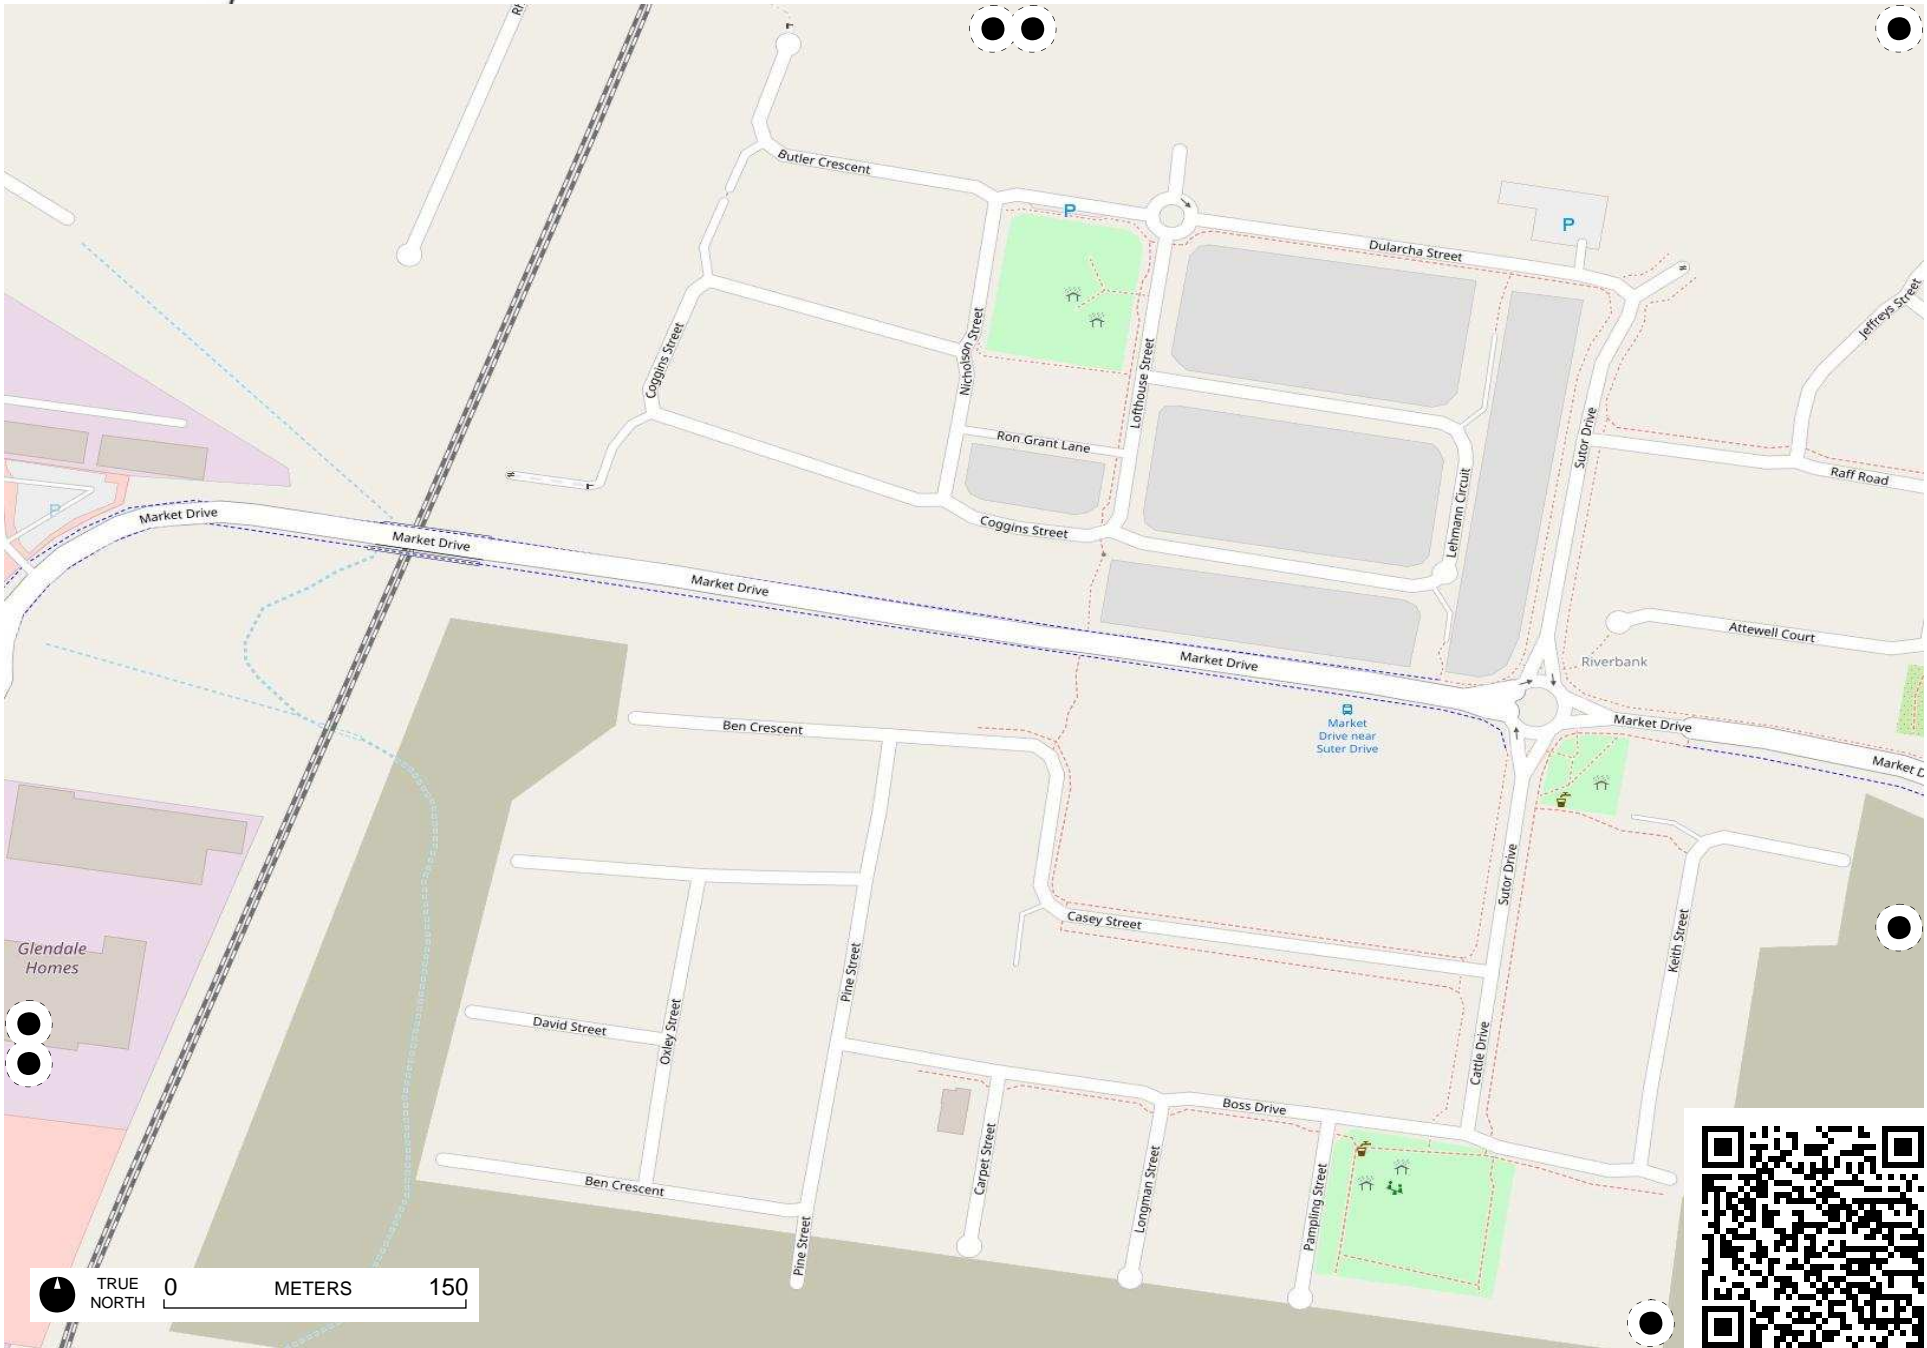 Butler Crescent
P
Dularcha Street
P
Jeffreys Street
Nicholson Street
Coggins Street
Lofthouse Street
Ron Grant Lane
Sutor Drive
Raff Road
Lehmann Circuit
P
Market Drive
Market Drive
Coggins Street
Market Drive
Attewell Court
Riverbank
Market Drive
Market
Drive near
Suter Drive
Market Drive
Ben Crescent
Market D
Sutor Drive
Casey Street
Keith Street
Pine Street
Glendale
Homes
David Street
Oxley Street
Cattle Drive
Boss Drive
Carpet Street
Longman Street
Pampling Street
Ben Crescent
Pine Street
TRUE
NORTH
0 METERS 150